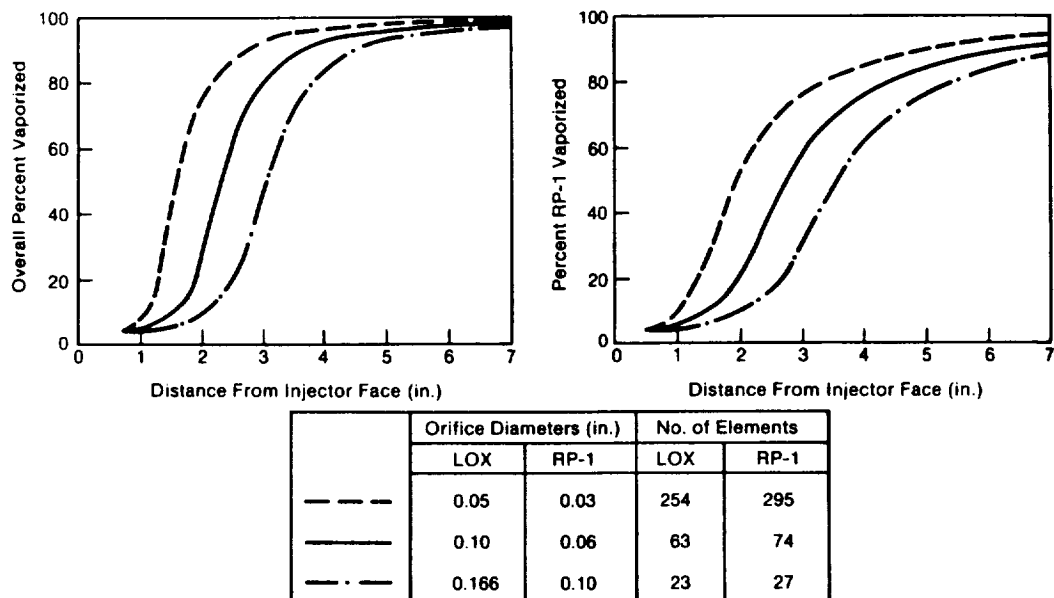 Overall Percent Vaporized
100
80
60
40
20
0
0 1 2 3 4 5 6 7
Distance From Injector Face (in.)
Percent RP-1 Vaporized
100
80
60
40
20
0
0 1 2 3 4 5 6 7
Distance From Injector Face (in.)
Orifice Diameters (in.) No. of Elements
LOX RP-1 LOX RP-1
0.05 0.03 254 295
0.10 0.06 63 74
0.166 0.10 23 27